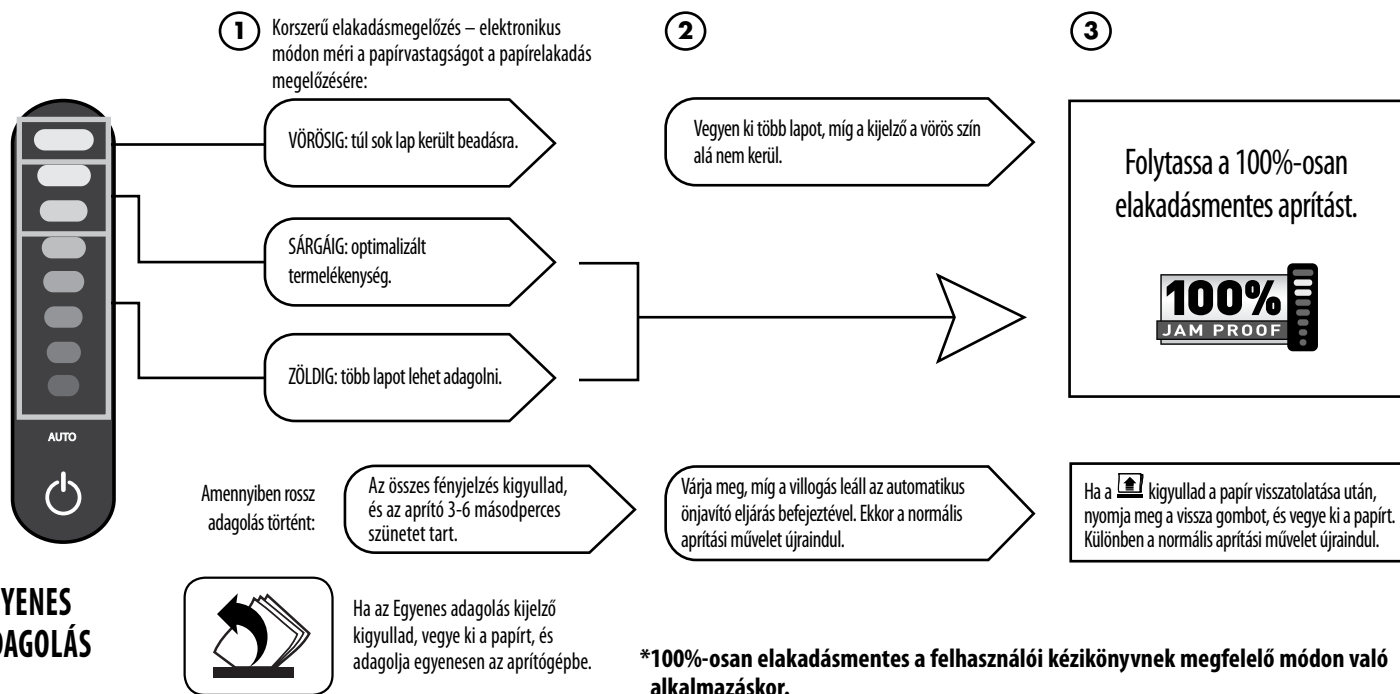 1
Korszerű elakadásmegelőzés – elektronikus
módon méri a papírvastagságot a papírelakadás
megelőzésére:
2
3
VÖRÖSIG: túl sok lap került beadásra.
Vegyen ki több lapot, míg a kijelző a vörös szín
alá nem kerül.
Folytassa a 100%-osan
elakadásmentes aprítást.
SÁRGÁIG: optimalizált
termelékenység.
100%
JAM PROOF
ZÖLDIG: több lapot lehet adagolni.
AUTO
Amennyiben rossz
adagolás történt:
Az összes fényjelzés kigyullad,
és az aprító 3-6 másodperces
szünetet tart.
Várja meg, míg a villogás leáll az automatikus
önjavító eljárás befejeztével. Ekkor a normális
aprítási művelet újraindul.
Ha a kigyullad a papír visszatolatása után,
nyomja meg a vissza gombot, és vegye ki a papírt.
Különben a normális aprítási művelet újraindul.
YENES
DAGOLÁS
Ha az Egyenes adagolás kijelző
kigyullad, vegye ki a papírt, és
adagolja egyenesen az aprítógépbe.
*100%-osan elakadásmentes a felhasználói kézikönyvnek megfelelő módon való
alkalmazáskor.